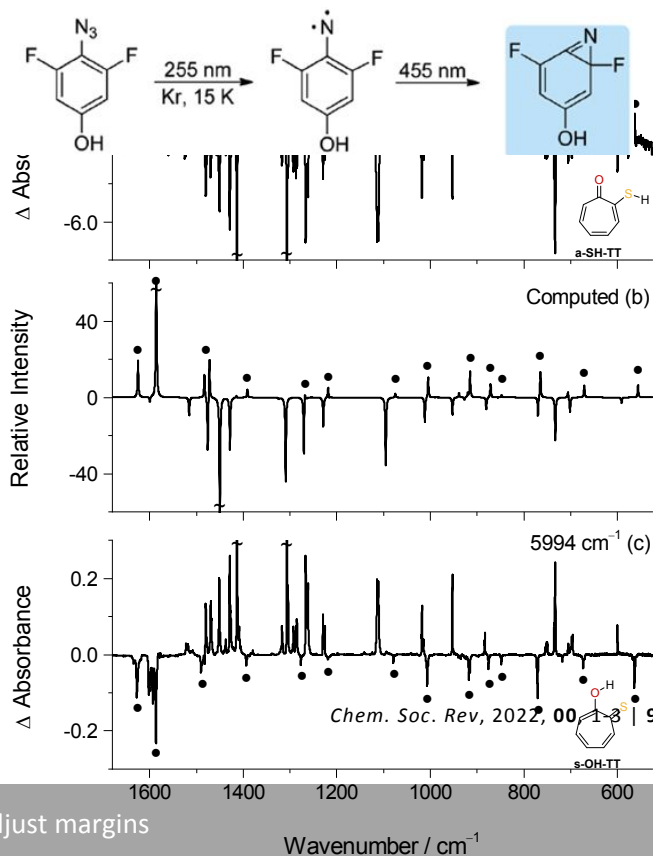 N₃
F
F
OH
255 nm
Kr, 15 K
•N•
F
F
OH
455 nm
N
F
F
OH
Δ Abs
-6.0
O
S
H
a-SH-TT
Computed (b)
Relative Intensity
40
0
-40
5994 cm⁻¹ (c)
Δ Absorbance
0.2
0.0
-0.2
O
H
S
Chem. Soc. Rev, 2022, 00, 1-3 | 9
s-OH-TT
1600
1400
1200
1000
800
600
Wavenumber / cm⁻¹
djust margins